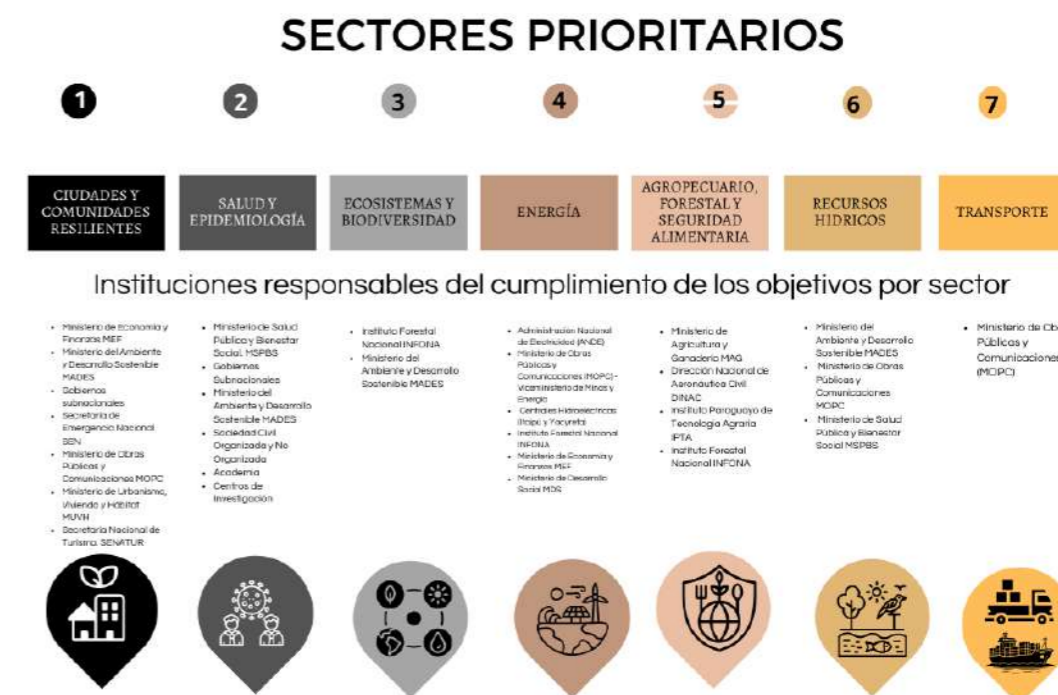 SECTORES PRIORITARIOS
1
2
3
4
5
6
7
CIUDADES Y
COMUNIDADES
RESILIENTES
SALUD Y
EPIDEMIOLOGÍA
ECOSISTEMAS Y
BIODIVERSIDAD
ENERGÍA
AGROPECUARIO,
FORESTAL Y
SEGURIDAD
ALIMENTARIA
RECURSOS
HIDRICOS
TRANSPORTE
Instituciones responsables del cumplimiento de los objetivos por sector
• Ministerio de Economía y
Finanzas MEF
• Ministerio del Ambiente
y Desarrollo Sostenible
MADES
• Gobiernos
subnacionales
• Secretaría de
Emergencia Nacional
SEN
• Ministerio de Obras
Públicas y
Comunicaciones MOPC
• Ministerio de Urbanismo,
Vivienda y Hábitat
MUVH
• Secretaría Nacional de
Turismo. SENATUR
• Ministerio de Salud
Pública y Bienestar
Social. MSPBS
• Gobiernos
Subnacionales
• Ministerio del
Ambiente y Desarrollo
Sostenible MADES
• Sociedad Civil
Organizada y No
Organizada
• Academia
• Centros de
Investigación
• Instituto Forestal
Nacional INFONA
• Ministerio del
Ambiente y Desarrollo
Sostenible MADES
• Administración Nacional
de Electricidad (ANDE)
• Ministerio de Obras
Públicas y
Comunicaciones (MOPC) -
Viceministerio de Minas y
Energía
• Centrales Hidroeléctricas
(Itaipú y Yacyretá)
• Instituto Forestal Nacional
INFONA
• Ministerio de Economía y
Finanzas MEF
• Ministerio de Desarrollo
Social MDS
• Ministerio de
Agricultura y
Ganadería MAG
• Dirección Nacional de
Aeronáutica Civil
DINAC
• Instituto Paraguayo de
Tecnología Agraria
IPTA
• Instituto Forestal
Nacional INFONA
• Ministerio del
Ambiente y Desarrollo
Sostenible MADES
• Ministerio de Obras
Públicas y
Comunicaciones
MOPC
• Ministerio de Salud
Pública y Bienestar
Social MSPBS
• Ministerio de Ob
Públicas y
Comunicaciones
(MOPC)